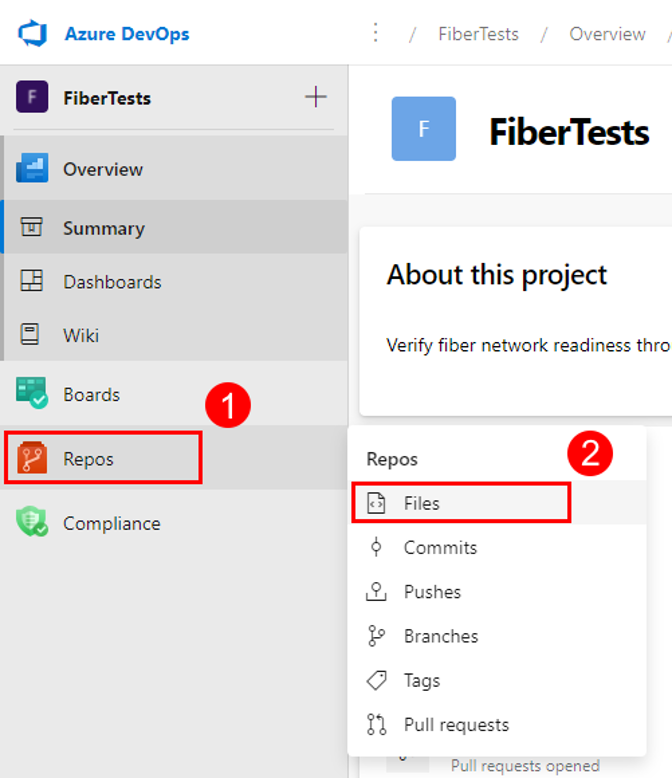 Azure DevOps
⋮ / FiberTests / Overview /
F FiberTests +
F FiberTests
Overview
Summary
Dashboards
Wiki
About this project
Verify fiber network readiness thro
Boards
1
Repos
Compliance
2
Repos
Files
Commits
Pushes
Branches
Tags
Pull requests
Pull requests opened